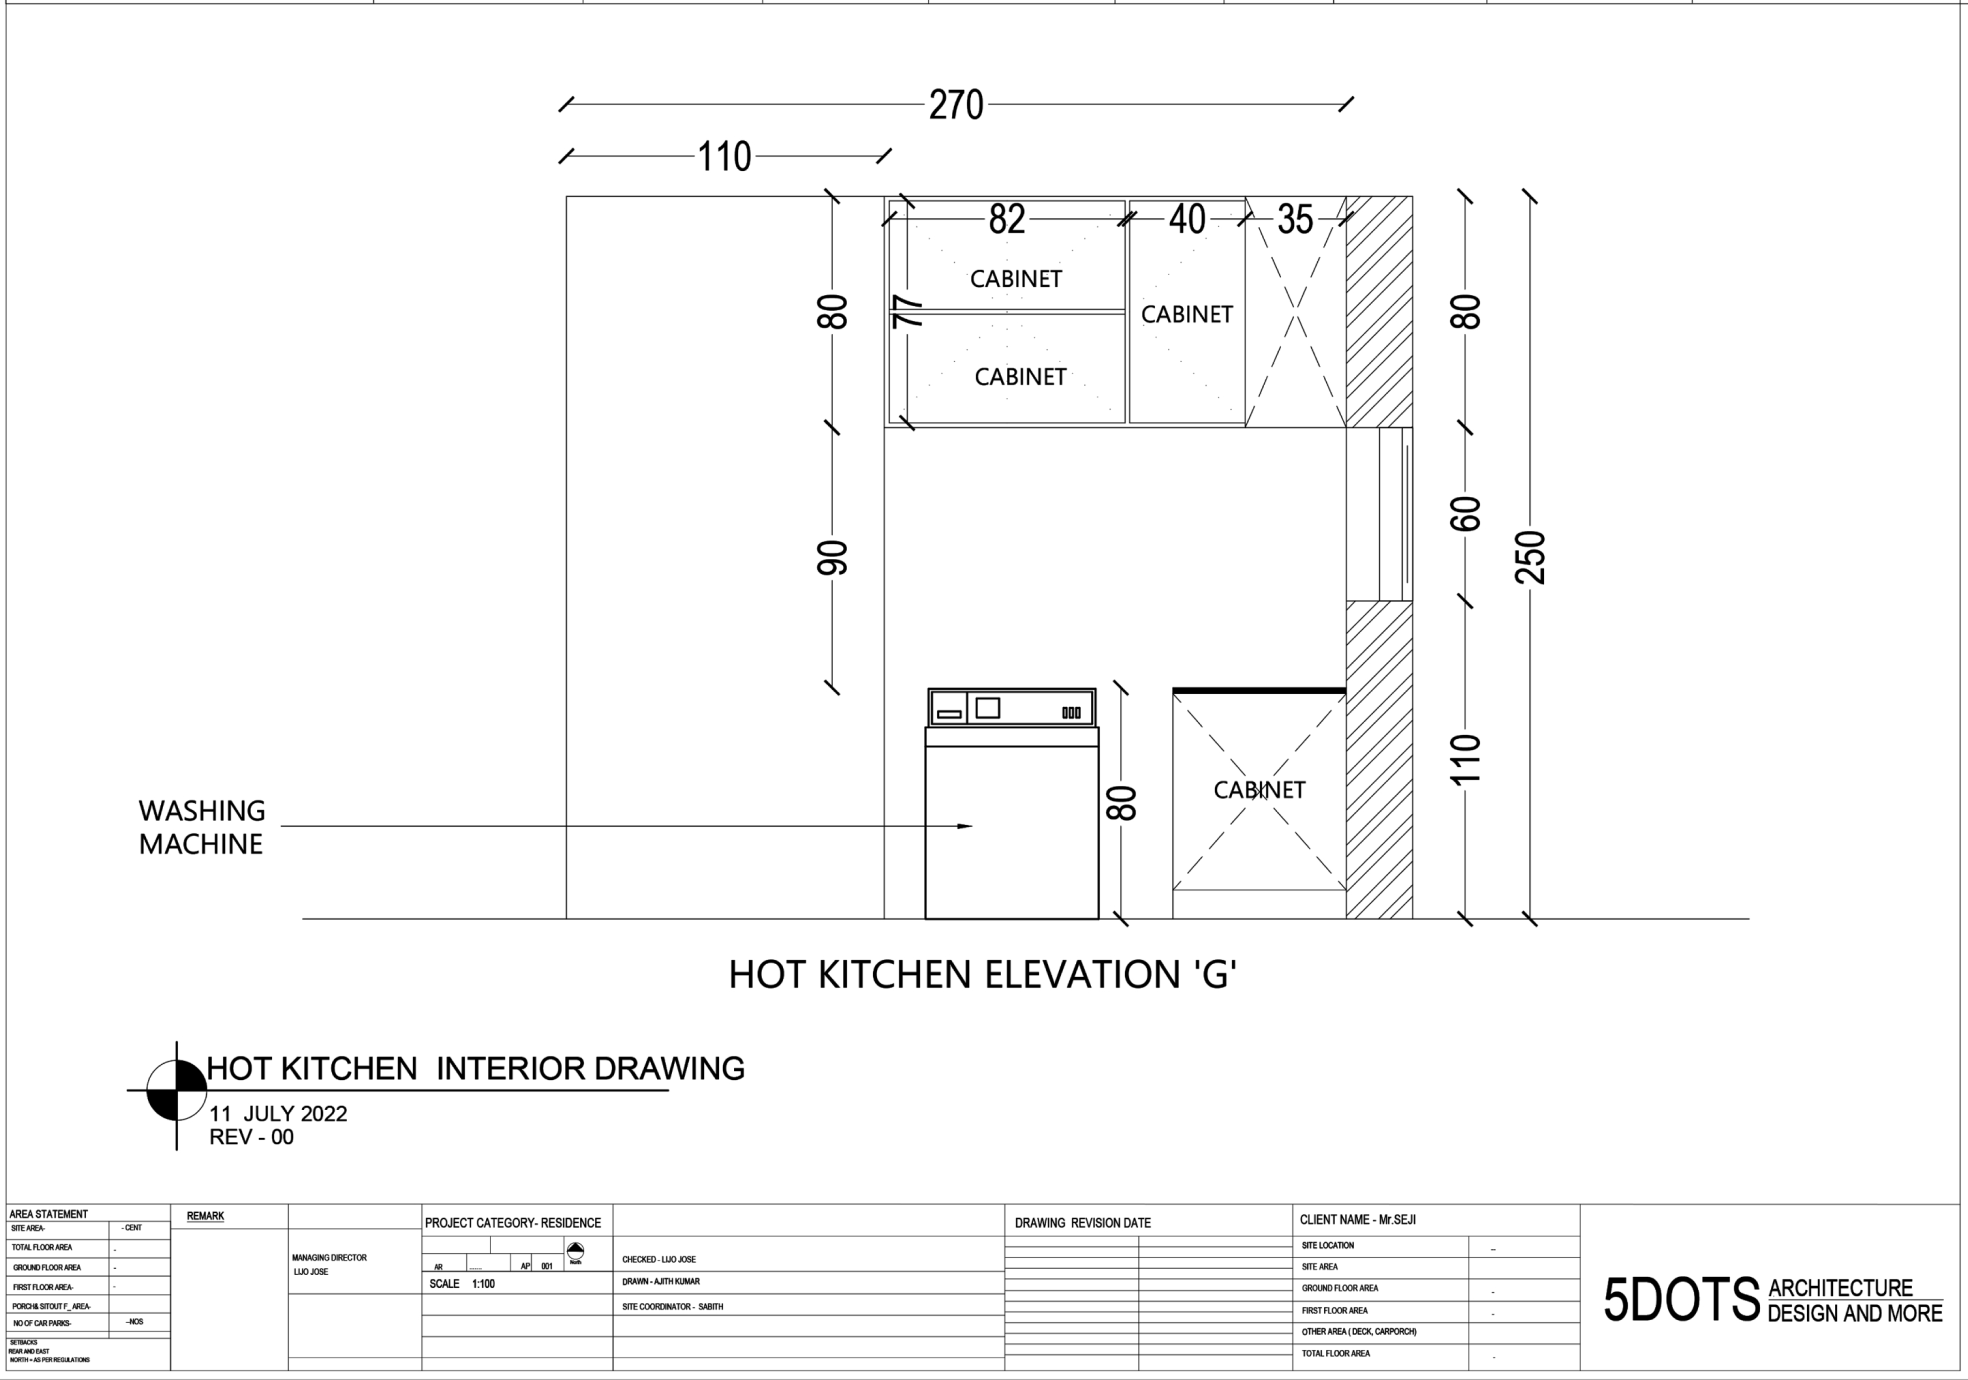 270
110
82
40
35
80
77
CABINET
CABINET
CABINET
80
90
60
250
110
80
CABINET
WASHING
MACHINE
HOT KITCHEN ELEVATION 'G'
HOT KITCHEN INTERIOR DRAWING
11 JULY 2022
REV - 00
AREA STATEMENT
SITE AREA- - CENT
TOTAL FLOOR AREA -
GROUND FLOOR AREA -
FIRST FLOOR AREA- -
PORCH& SITOUT F_ AREA-
NO OF CAR PARKS- --NOS
SETBACKS
REAR AND EAST
NORTH = AS PER REGULATIONS
REMARK
MANAGING DIRECTOR
LIJO JOSE
PROJECT CATEGORY- RESIDENCE
AR ...... AP 001 North
SCALE 1:100
CHECKED - LIJO JOSE
DRAWN - AJITH KUMAR
SITE COORDINATOR - SABITH
DRAWING REVISION DATE
CLIENT NAME - Mr.SEJI
SITE LOCATION --
SITE AREA
GROUND FLOOR AREA -
FIRST FLOOR AREA -
OTHER AREA ( DECK, CARPORCH)
TOTAL FLOOR AREA -
5DOTS ARCHITECTURE
DESIGN AND MORE